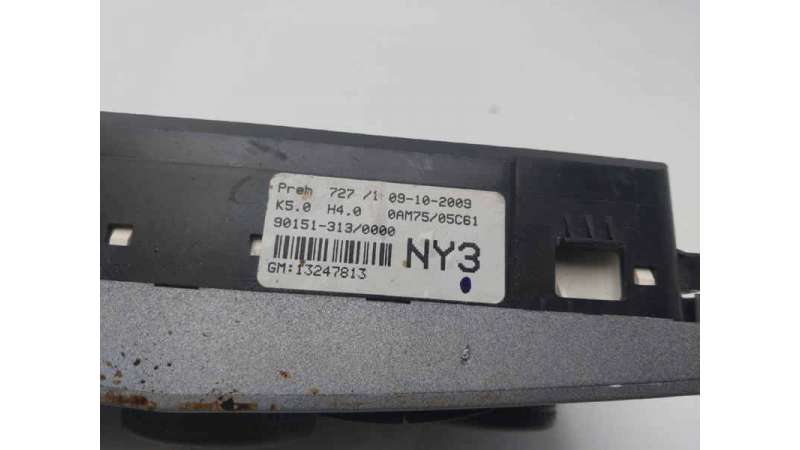 Preh 727 /1 09-10-2009
K5.0 H4.0 0AM75/05C61
90151-313/0000
NY3
GM:13247813